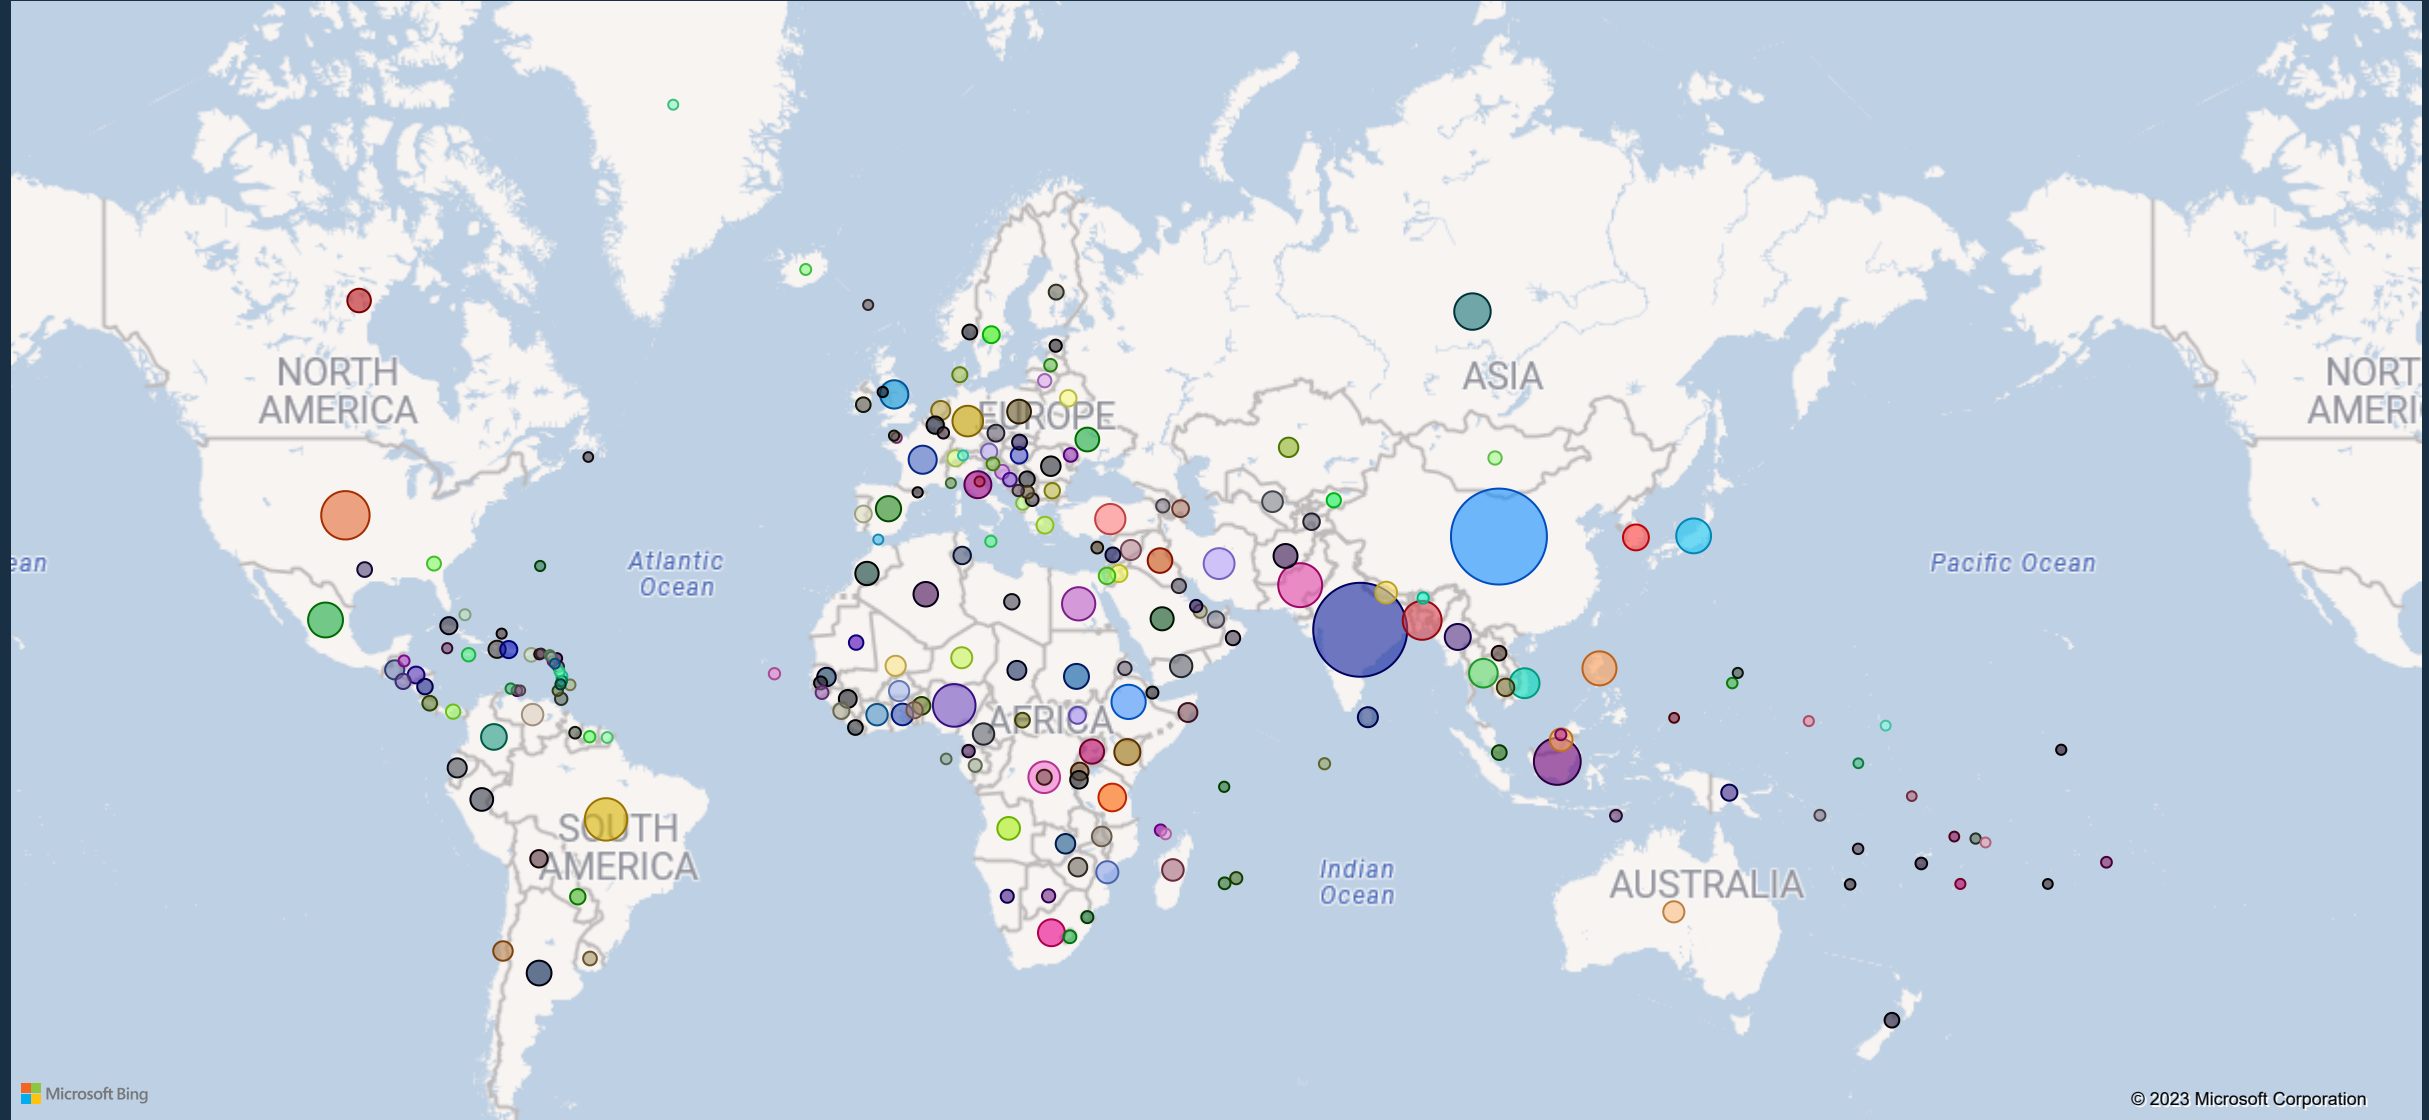 NORTH
AMERICA
ASIA
NORT
AMERI
EUROPE
ean
Atlantic
Ocean
Pacific Ocean
AFRICA
SOUTH
AMERICA
Indian
Ocean
AUSTRALIA
Microsoft Bing
© 2023 Microsoft Corporation